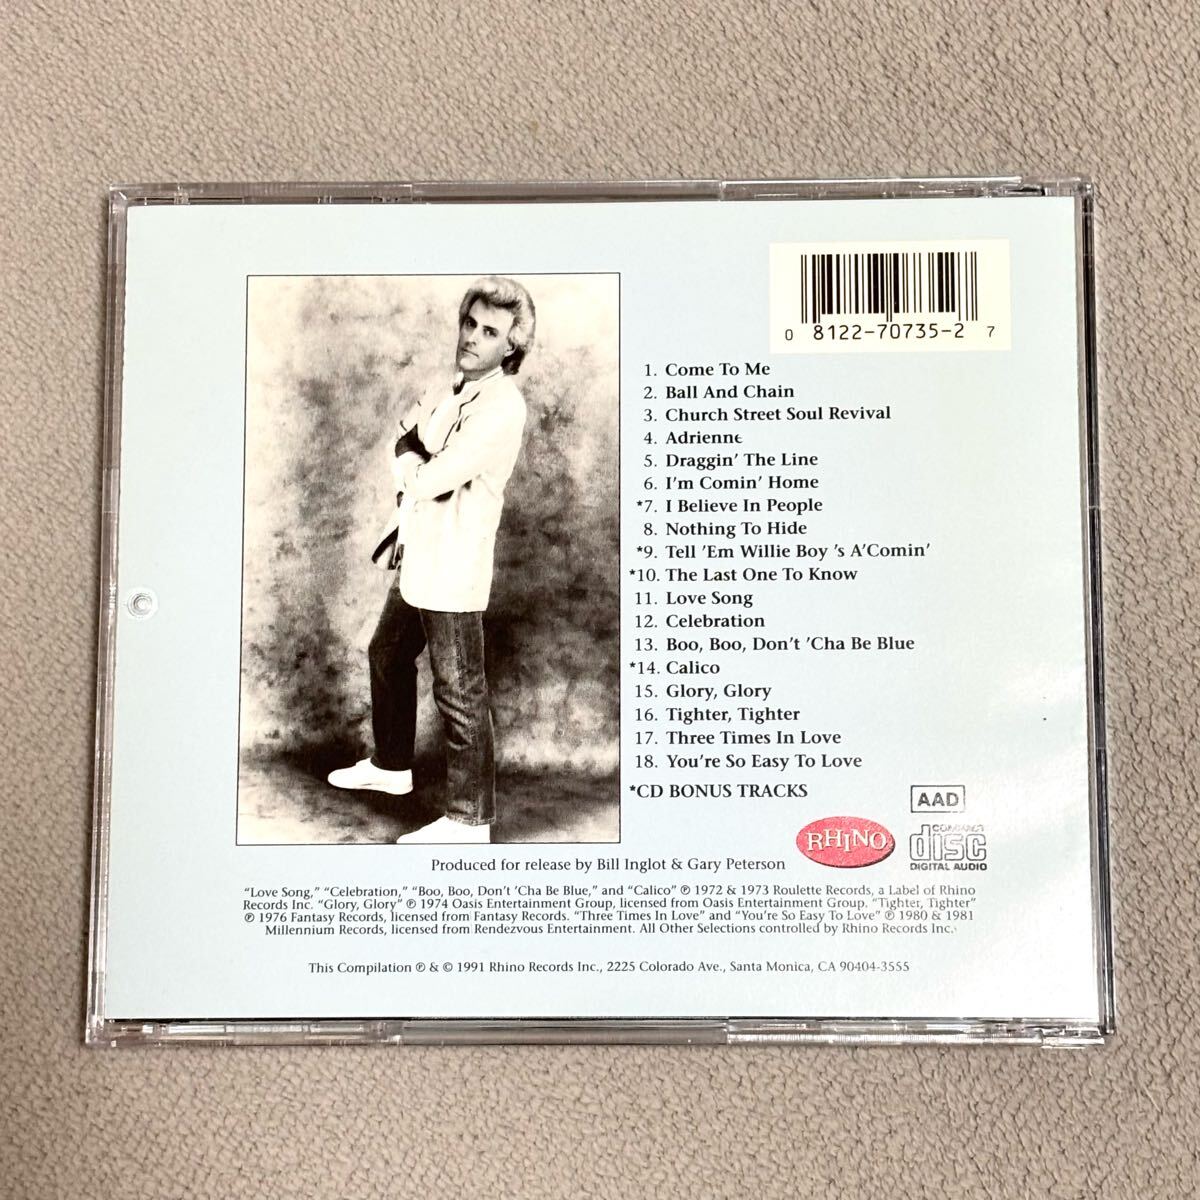 0 8122-70735-2 7
1. Come To Me
2. Ball And Chain
3. Church Street Soul Revival
4. Adrienne
5. Draggin' The Line
6. I'm Comin' Home
*7. I Believe In People
8. Nothing To Hide
*9. Tell 'Em Willie Boy 's A'Comin'
*10. The Last One To Know
11. Love Song
12. Celebration
13. Boo, Boo, Don't 'Cha Be Blue
*14. Calico
15. Glory, Glory
16. Tighter, Tighter
17. Three Times In Love
18. You're So Easy To Love
*CD BONUS TRACKS
AAD
RHINO
COMPACT
disc
DIGITAL AUDIO
Produced for release by Bill Inglot & Gary Peterson
"Love Song," "Celebration," "Boo, Boo, Don't 'Cha Be Blue," and "Calico" ℗ 1972 & 1973 Roulette Records, a Label of Rhino
Records Inc. "Glory, Glory" ℗ 1974 Oasis Entertainment Group, licensed from Oasis Entertainment Group. "Tighter, Tighter"
℗ 1976 Fantasy Records, licensed from Fantasy Records. "Three Times In Love" and "You're So Easy To Love" ℗ 1980 & 1981
Millennium Records, licensed from Rendezvous Entertainment. All Other Selections controlled by Rhino Records Inc.
This Compilation ℗ & © 1991 Rhino Records Inc., 2225 Colorado Ave., Santa Monica, CA 90404-3555